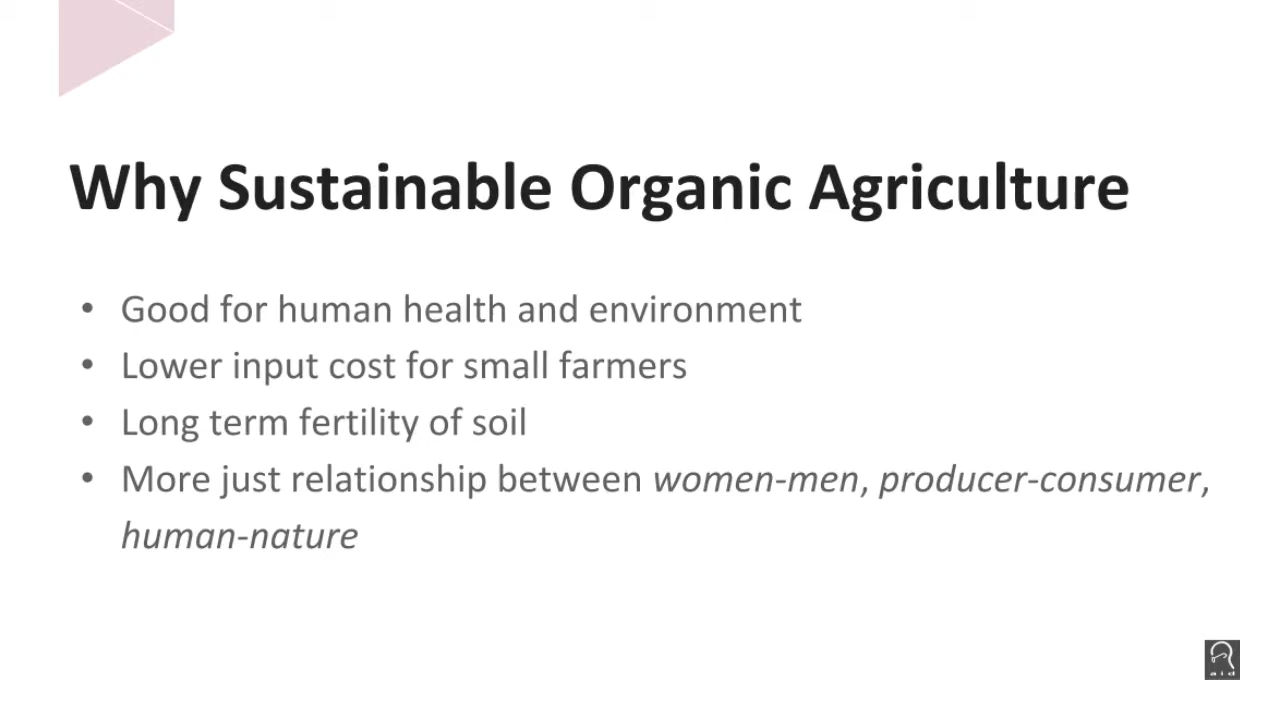 Why Sustainable Organic Agriculture
• Good for human health and environment
• Lower input cost for small farmers
• Long term fertility of soil
• More just relationship between women-men, producer-consumer,
human-nature
aid